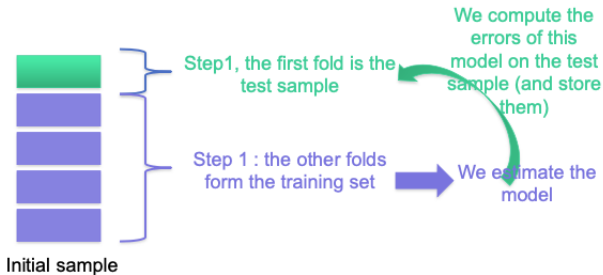 We compute the
errors of this
model on the test
sample (and store
them)
Step1, the first fold is the
test sample
Step 1 : the other folds
form the training set
We estimate the
model
Initial sample